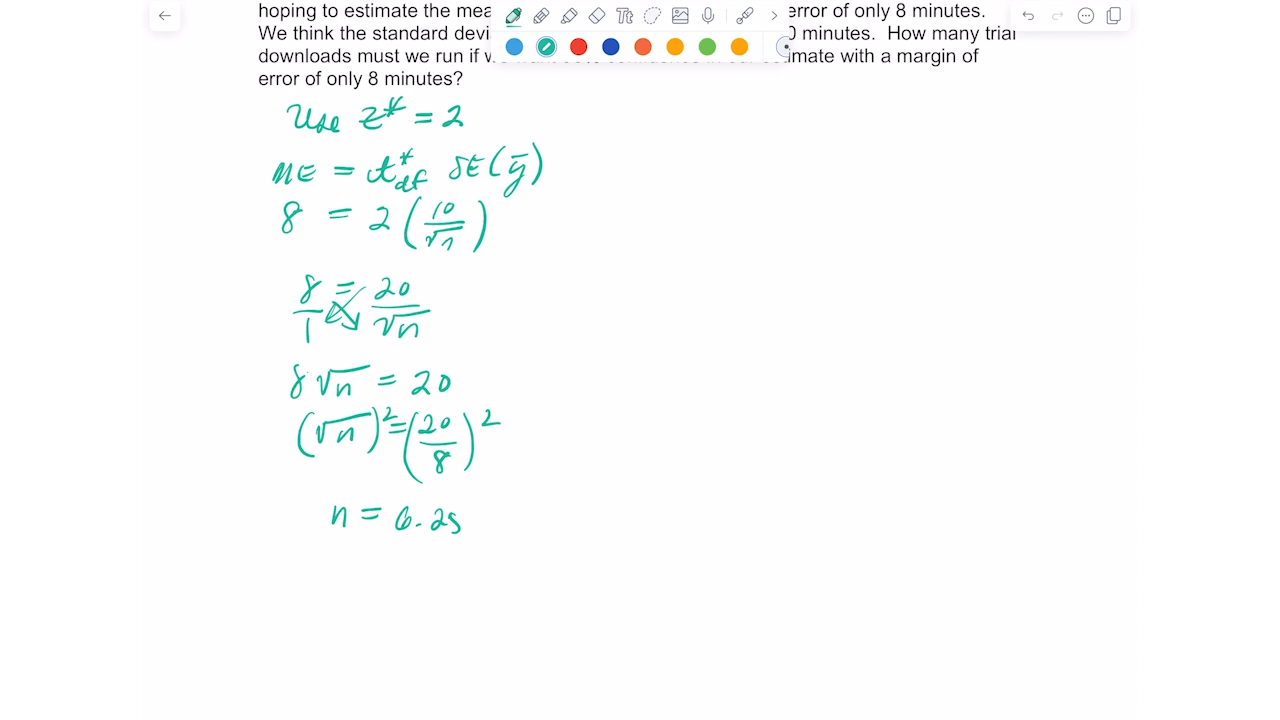 hoping to estimate the mea error of only 8 minutes.
We think the standard devi 0 minutes. How many trial
downloads must we run if w mate with a margin of
error of only 8 minutes?
Tt
Use z* = 2
ME = t*df SE(ȳ)
8 = 2 (10/√n)
8/1 = 20/√n
8√n = 20
(√n)² = (20/8)²
n = 6.25